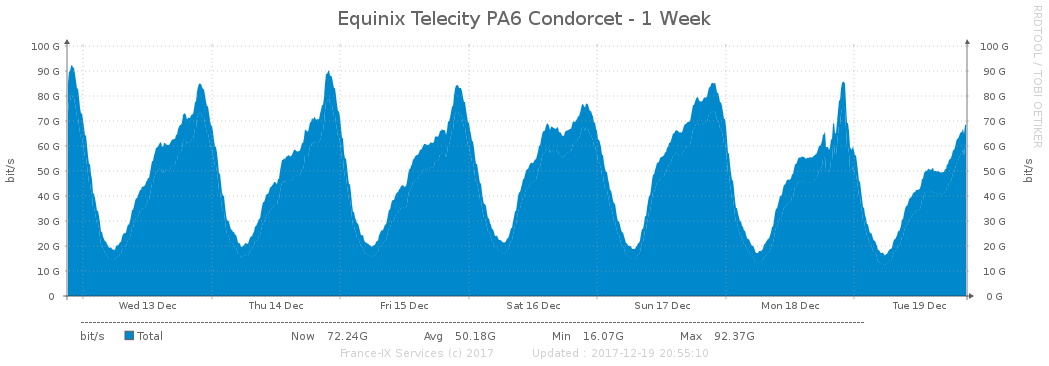 Equinix Telecity PA6 Condorcet - 1 Week
RRDTOOL / TOBI OETIKER
bit/s
100 G 100 G
90 G 90 G
80 G 80 G
70 G 70 G
60 G 60 G
50 G 50 G
40 G 40 G
30 G 30 G
20 G 20 G
10 G 10 G
0 0 G
bit/s
Wed 13 Dec Thu 14 Dec Fri 15 Dec Sat 16 Dec Sun 17 Dec Mon 18 Dec Tue 19 Dec
bit/s Total Now 72.24G Avg 50.18G Min 16.07G Max 92.37G
France-IX Services (c) 2017 Updated : 2017-12-19 20:55:10